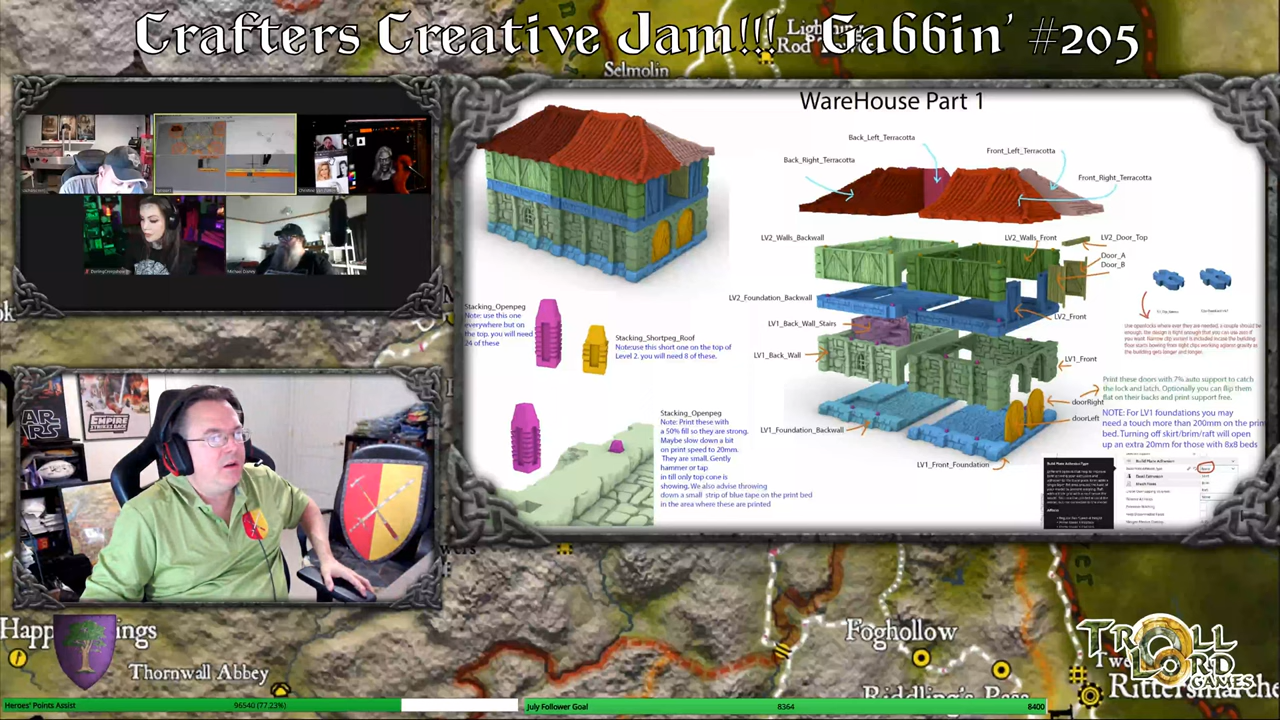 Crafters Creative Jam!!! Gabbin' #205
Selmolin
WareHouse Part 1
Back_Left_Terracotta
Front_Left_Terracotta
Back_Right_Terracotta
Front_Right_Terracotta
LV2_Walls_Backwall
LV2_Walls_Front
LV2_Door_Top
Door_A
Door_B
LV2_Foundation_Backwall
LV2_Front
LV1_Back_Wall_Stairs
LV1_Back_Wall
LV1_Front
doorRight
doorLeft
LV1_Foundation_Backwall
LV1_Front_Foundation
Stacking_Openpeg
Note: use this one
everywhere but on
the top. you will need
24 of these
Stacking_Shortpeg_Roof
Note:use this short one on the top of
Level 2. you will need 8 of these.
Stacking_Openpeg
Note: Print these with
a 50% fill so they are strong.
Maybe slow down a bit
on print speed to 20mm.
They are small. Gently
hammer or tap
in till only top cone is
showing. We also advise throwing
down a small strip of blue tape on the print bed
in the area where these are printed
Print these doors with 7% auto support to catch
the lock and latch. Optionally you can flip them
flat on their backs and print support free.
NOTE: For LV1 foundations you may
need a touch more than 200mm on the prin
bed. Turning off skirt/brim/raft will open
up an extra 20mm for those with 8x8 beds
EMPIRE
Thornwall Abbey
Foghollow
Rittersmarche
TROLL
LORD
GAMES
Heroes' Points Assist 96540 (77.23%)
July Follower Goal 8364 8400